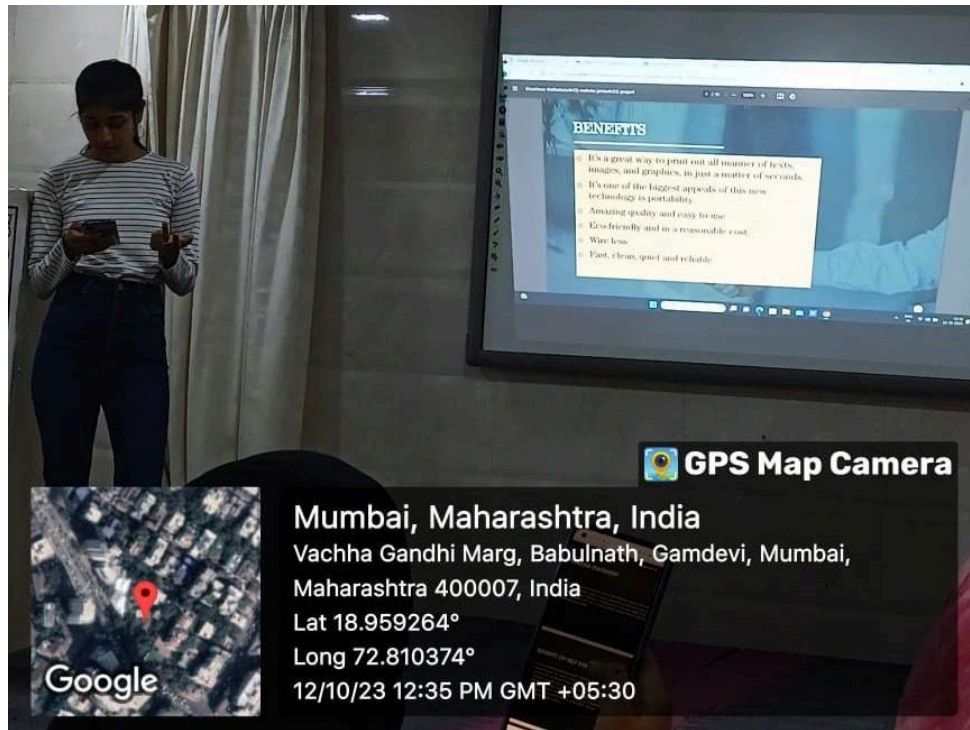 BENEFITS
It's a great way to print out all manner of texts,
images, and graphics, in just a matter of seconds.
It's one of the biggest appeals of this new
technology is portability.
Amazing quality and easy to use
Eco-friendly and in a reasonable cost.
Wire less
Fast, clean, quiet and reliable
GPS Map Camera
Mumbai, Maharashtra, India
Vachha Gandhi Marg, Babulnath, Gamdevi, Mumbai,
Maharashtra 400007, India
Lat 18.959264°
Long 72.810374°
12/10/23 12:35 PM GMT +05:30
Google